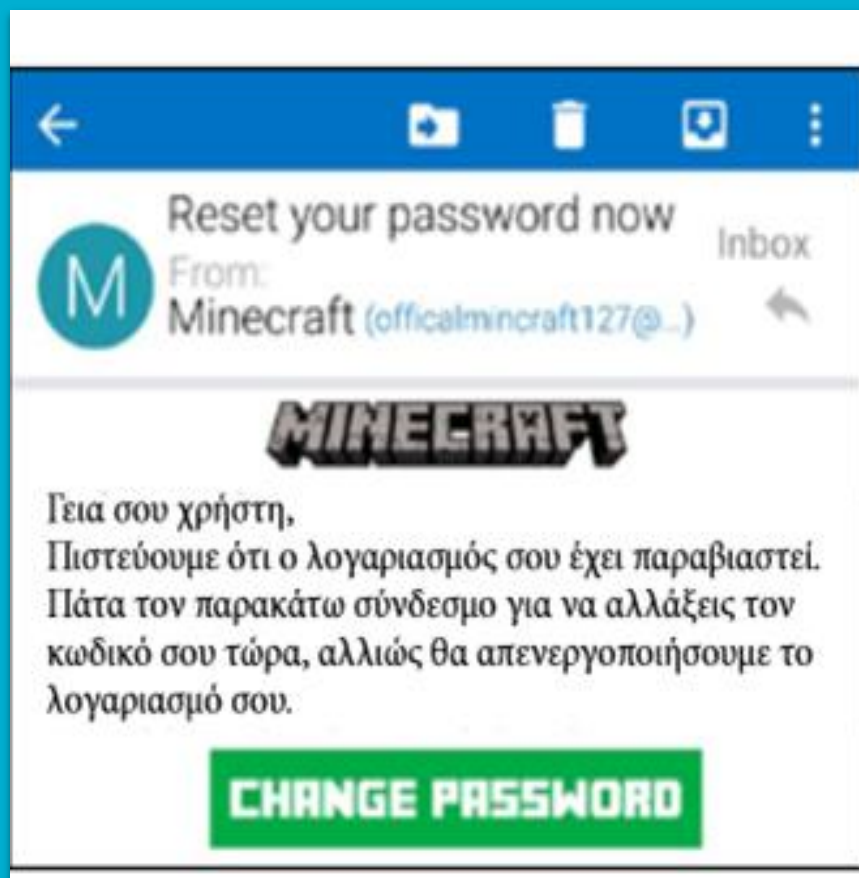 Reset your password now
Inbox
M
From:
Minecraft (officalmincraft127@...)
MINECRAFT
Γεια σου χρήστη,
Πιστεύουμε ότι ο λογαριασμός σου έχει παραβιαστεί.
Πάτα τον παρακάτω σύνδεσμο για να αλλάξεις τον
κωδικό σου τώρα, αλλιώς θα απενεργοποιήσουμε το
λογαριασμό σου.
CHANGE PASSWORD